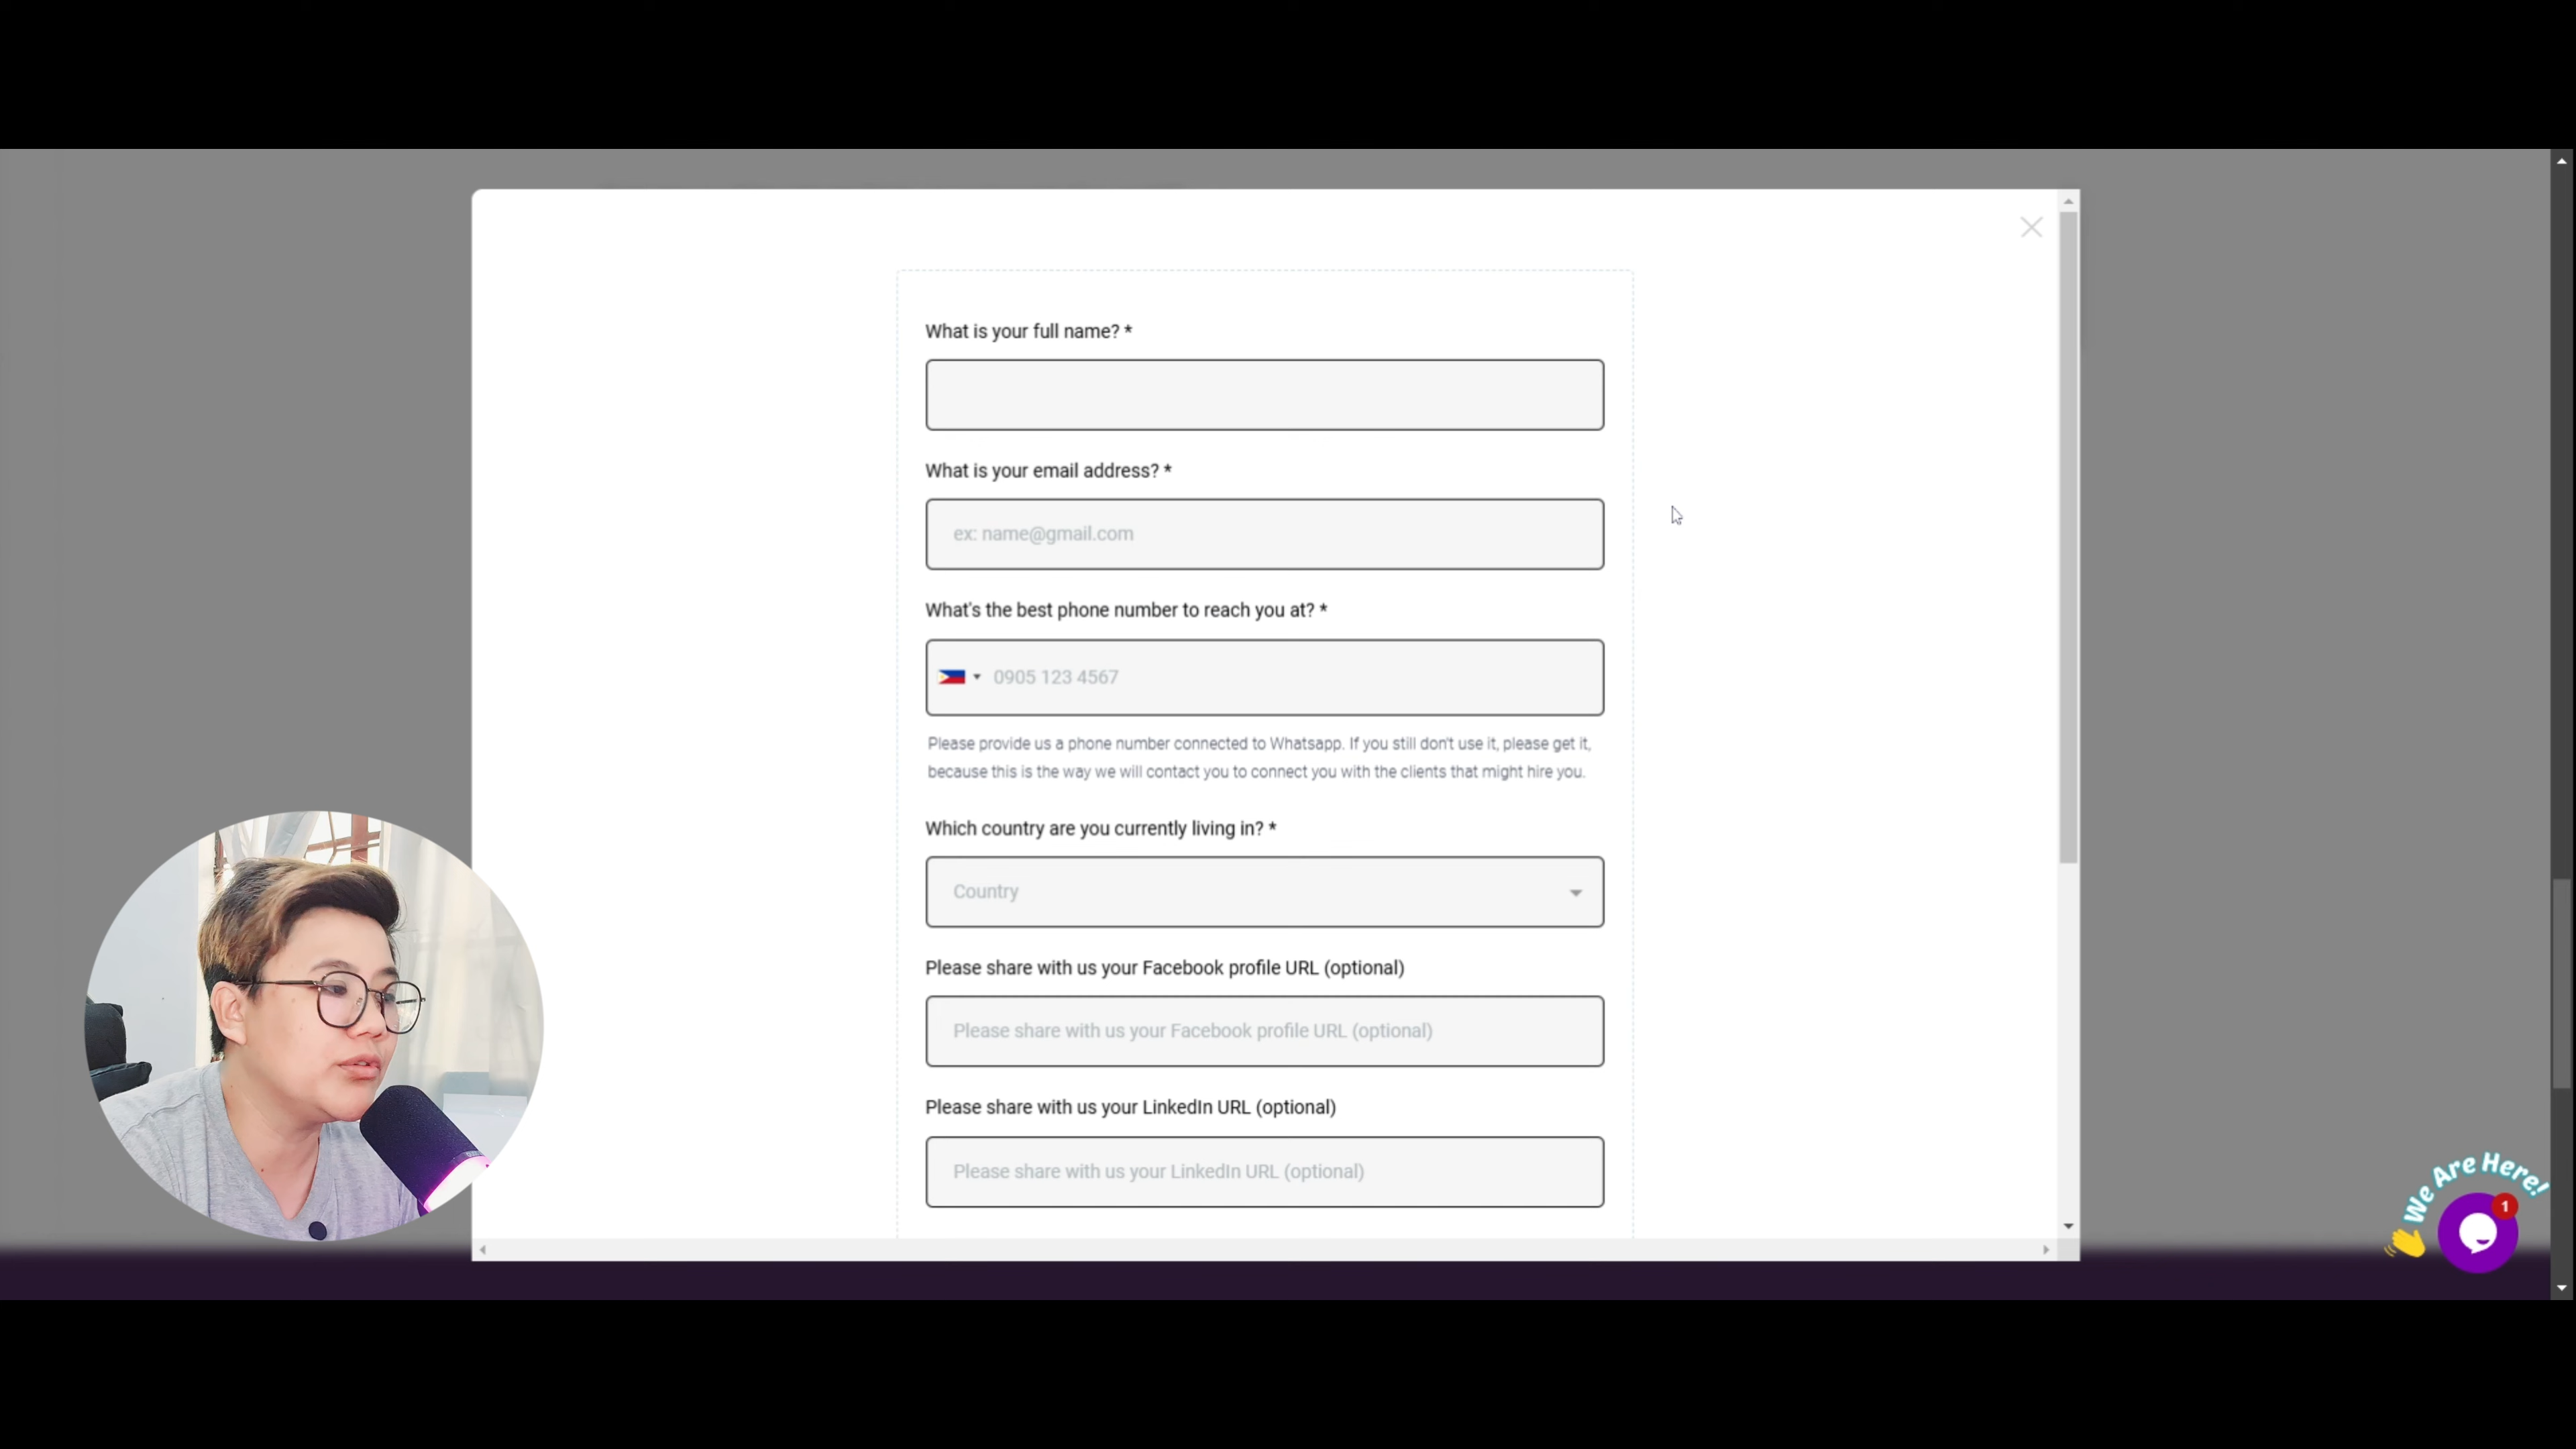 What is your full name? *
What is your email address? *
ex: name@gmail.com
What's the best phone number to reach you at? *
0905 123 4567
Please provide us a phone number connected to Whatsapp. If you still don't use it, please get it,
because this is the way we will contact you to connect you with the clients that might hire you.
Which country are you currently living in? *
Country
Please share with us your Facebook profile URL (optional)
Please share with us your Facebook profile URL (optional)
Please share with us your LinkedIn URL (optional)
Please share with us your LinkedIn URL (optional)
We Are Here!
1